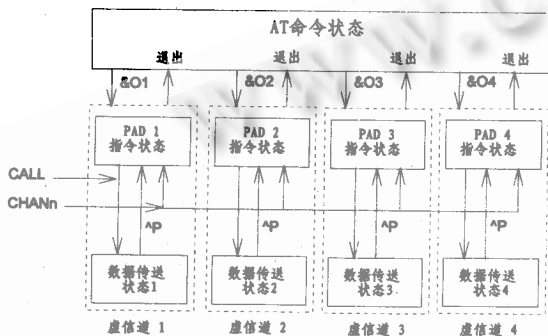 AT命令状态
退出 退出 退出 退出
&O1 &O2 &O3 &O4
PAD 1 PAD 2 PAD 3 PAD 4
指令状态 指令状态 指令状态 指令状态
CALL
CHANn
^P ^P ^P ^P
数据传送 数据传送 数据传送 数据传送
状态1 状态2 状态3 状态4
虚信道 1 虚信道 2 虚信道 3 虚信道 4